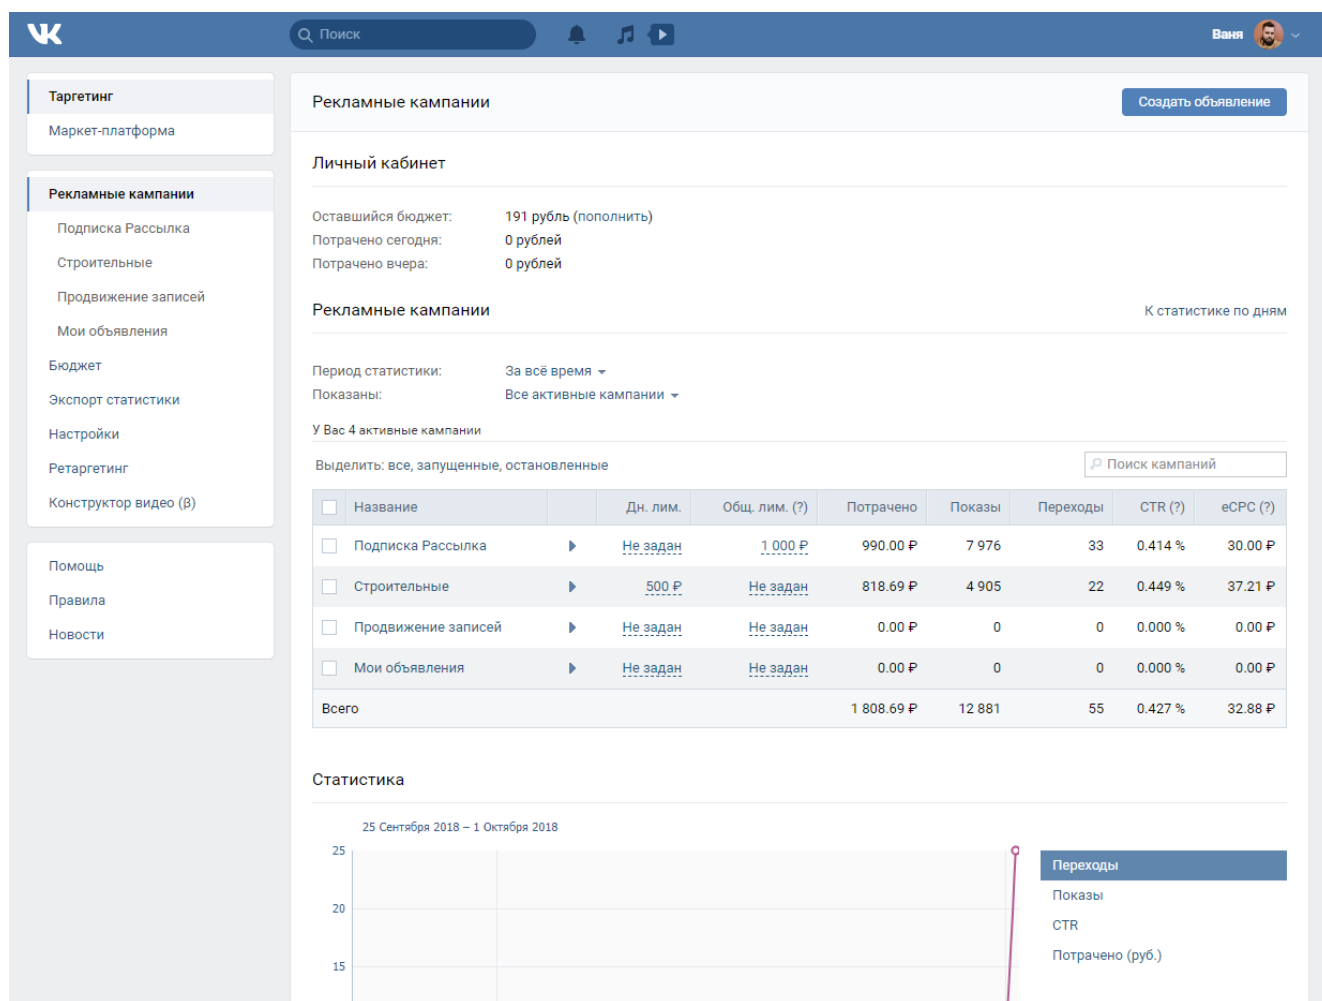 Поиск
Ваня
Таргетинг
Маркет-платформа
Рекламные кампании
Подписка Рассылка
Строительные
Продвижение записей
Мои объявления
Бюджет
Экспорт статистики
Настройки
Ретаргетинг
Конструктор видео (β)
Помощь
Правила
Новости
Рекламные кампании
Создать объявление
Личный кабинет
Оставшийся бюджет: 191 рубль (пополнить)
Потрачено сегодня: 0 рублей
Потрачено вчера: 0 рублей
Рекламные кампании К статистике по дням
Период статистики: За всё время
Показаны: Все активные кампании
У Вас 4 активные кампании
Выделить: все, запущенные, остановленные Поиск кампаний
Название Дн. лим. Общ. лим. (?) Потрачено Показы Переходы CTR (?) eCPC (?)
Подписка Рассылка Не задан 1 000 ₽ 990.00 ₽ 7 976 33 0.414 % 30.00 ₽
Строительные 500 ₽ Не задан 818.69 ₽ 4 905 22 0.449 % 37.21 ₽
Продвижение записей Не задан Не задан 0.00 ₽ 0 0 0.000 % 0.00 ₽
Мои объявления Не задан Не задан 0.00 ₽ 0 0 0.000 % 0.00 ₽
Всего 1 808.69 ₽ 12 881 55 0.427 % 32.88 ₽
Статистика
25 Сентября 2018 – 1 Октября 2018
25
20
15
Переходы
Показы
CTR
Потрачено (руб.)